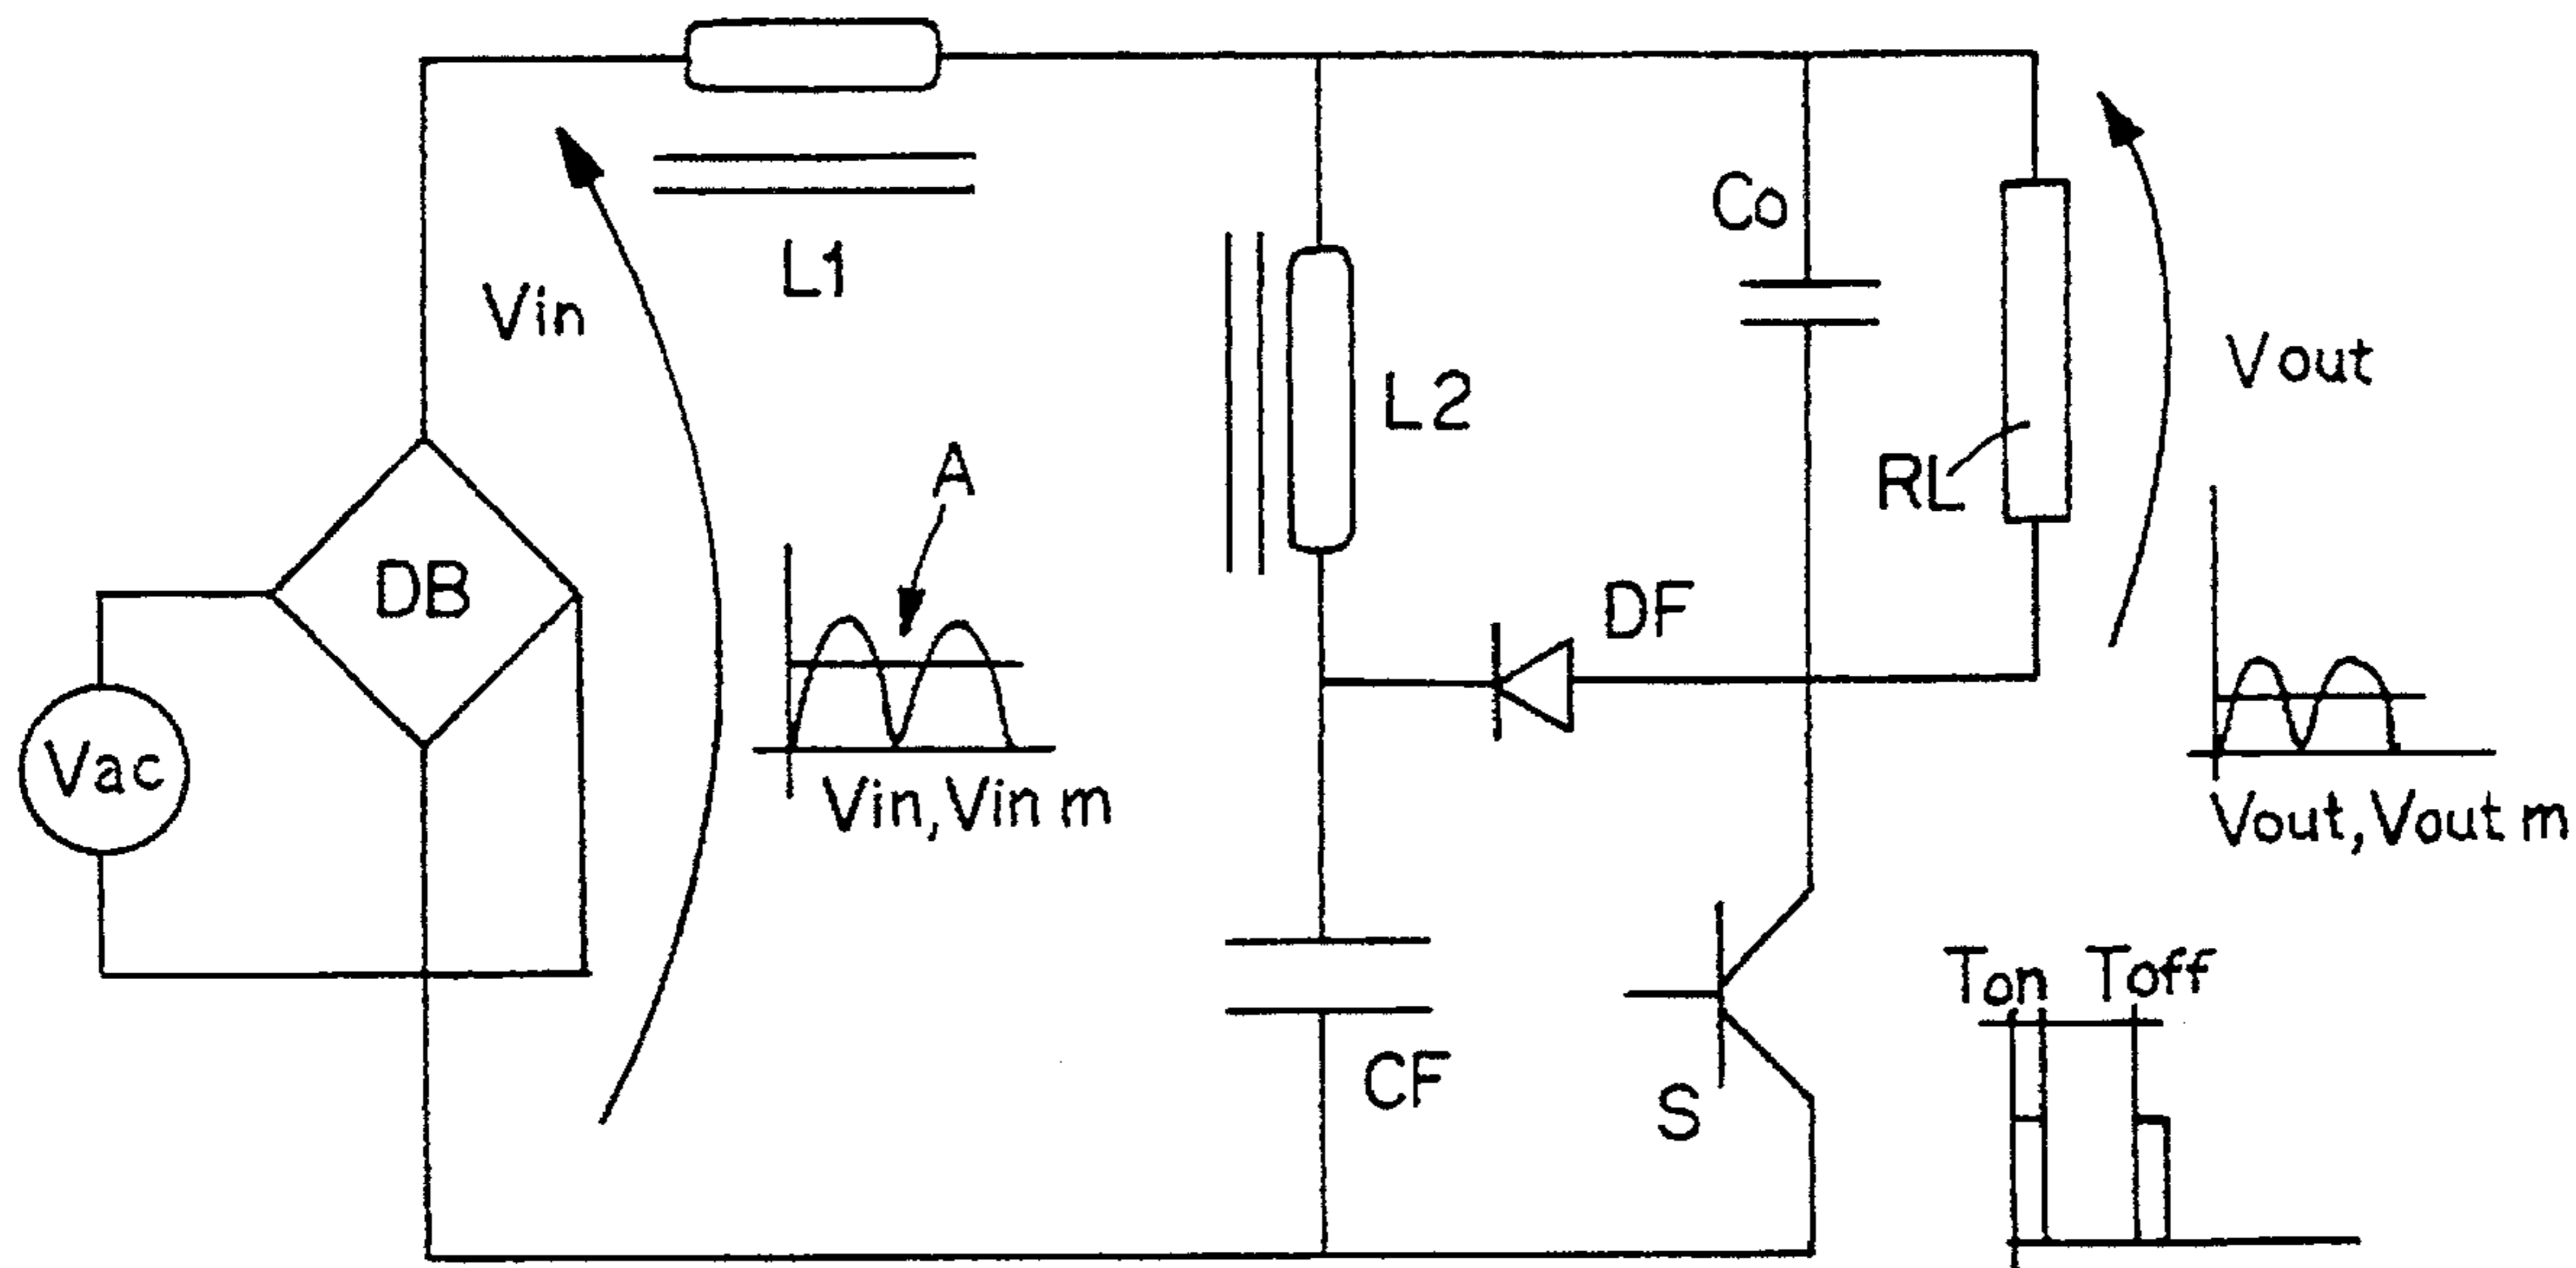 L1
Co
Vin
L2
Vout
A
RL
DB
DF
Vac
Vin, Vin m
Vout, Vout m
Ton Toff
CF
S